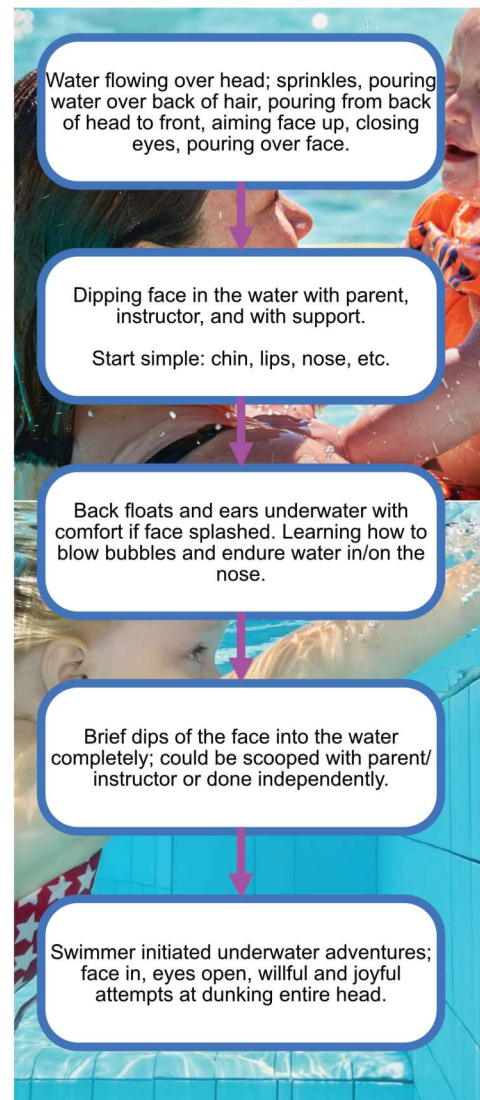 Water flowing over head; sprinkles, pouring
water over back of hair, pouring from back
of head to front, aiming face up, closing
eyes, pouring over face.
Dipping face in the water with parent,
instructor, and with support.
Start simple: chin, lips, nose, etc.
Back floats and ears underwater with
comfort if face splashed. Learning how to
blow bubbles and endure water in/on the
nose.
Brief dips of the face into the water
completely; could be scooped with parent/
instructor or done independently.
Swimmer initiated underwater adventures;
face in, eyes open, willful and joyful
attempts at dunking entire head.